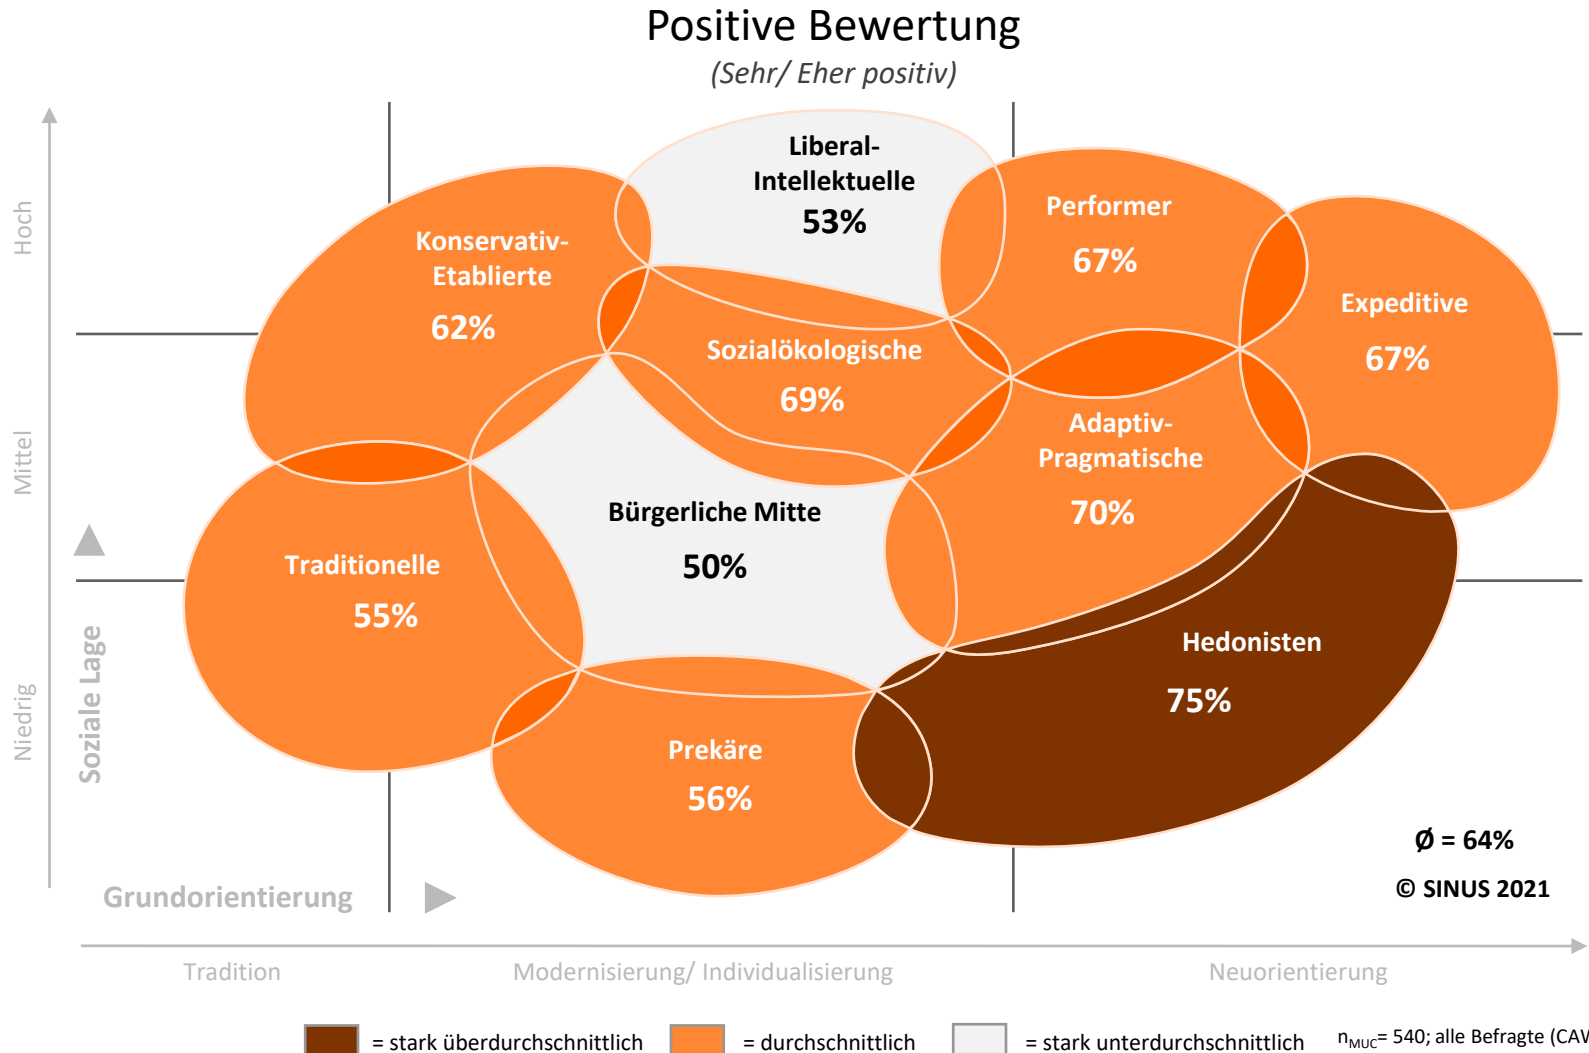 Positive Bewertung
(Sehr/ Eher positiv)
Liberal-
Intellektuelle
53%
Performer
67%
Konservativ-
Etablierte
62%
Expeditive
67%
Sozialökologische
69%
Adaptiv-
Pragmatische
70%
Bürgerliche Mitte
50%
Traditionelle
55%
Hedonisten
75%
Prekäre
56%
Hoch
Mittel
Niedrig
Soziale Lage
Grundorientierung
Ø = 64%
© SINUS 2021
Tradition
Modernisierung/ Individualisierung
Neuorientierung
= stark überdurchschnittlich
= durchschnittlich
= stark unterdurchschnittlich
nMUC= 540; alle Befragte (CAV